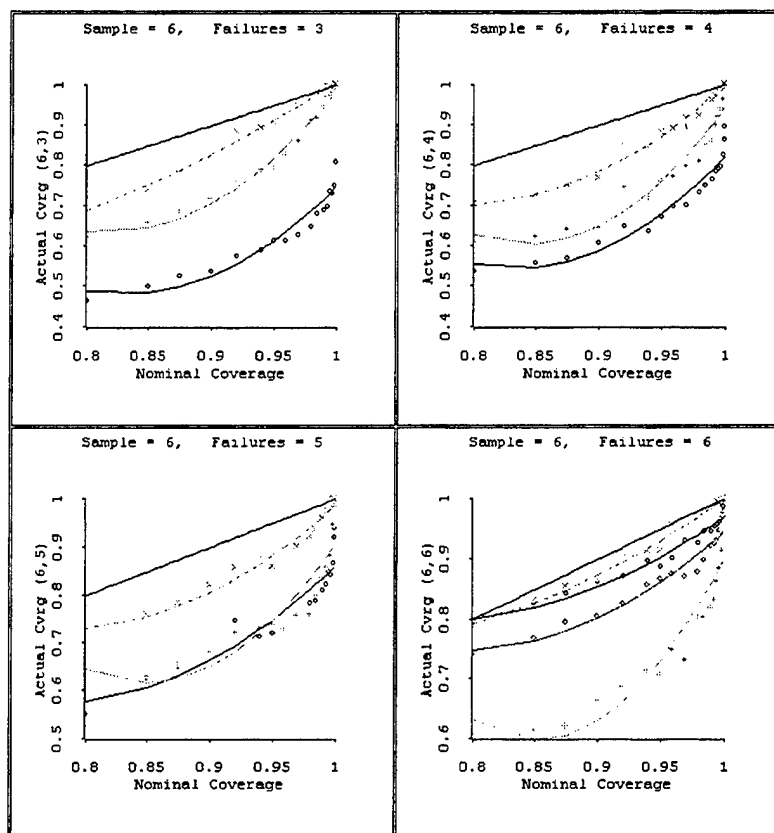 Sample = 6, Failures = 3
Actual Cvrg (6,3)
1
0.9
0.8
0.7
0.6
0.5
0.4
0.8 0.85 0.9 0.95 1
Nominal Coverage
Sample = 6, Failures = 4
Actual Cvrg (6,4)
1
0.9
0.8
0.7
0.6
0.5
0.4
0.8 0.85 0.9 0.95 1
Nominal Coverage
Sample = 6, Failures = 5
Actual Cvrg (6,5)
1
0.9
0.8
0.7
0.6
0.5
0.8 0.85 0.9 0.95 1
Nominal Coverage
Sample = 6, Failures = 6
Actual Cvrg (6,6)
1
0.9
0.8
0.7
0.6
0.8 0.85 0.9 0.95 1
Nominal Coverage